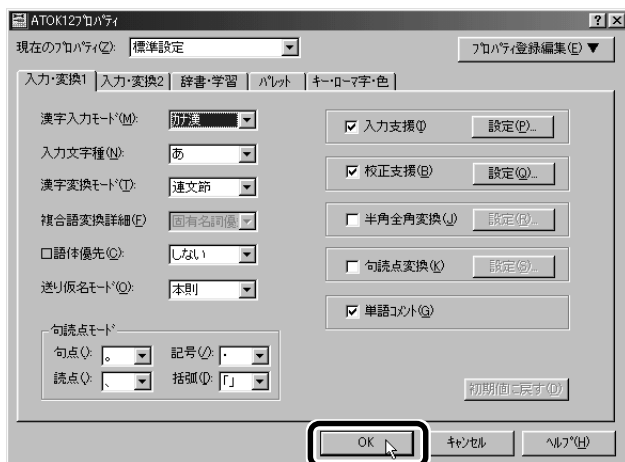 ATOK12プロパティ
現在のプロパティ(Z): 標準設定 プロパティ登録編集(E)▼
入力・変換1 入力・変換2 辞書・学習 パレット キー・ローマ字・色
漢字入力モード(M): カナ漢 入力支援(I) 設定(P)...
入力文字種(N): あ 校正支援(B) 設定(Q)...
漢字変換モード(T): 連文節 半角全角変換(J) 設定(R)...
複合語変換詳細(F) 固有名詞優 句読点変換(K) 設定(S)...
口語体優先(C): しない 単語コメント(G)
送り仮名モード(O): 本則
句読点モード
句点(): 。 記号(/): ・
読点(): 、 括弧([): 「」
初期値に戻す(D)
OK キャンセル ヘルプ(H)